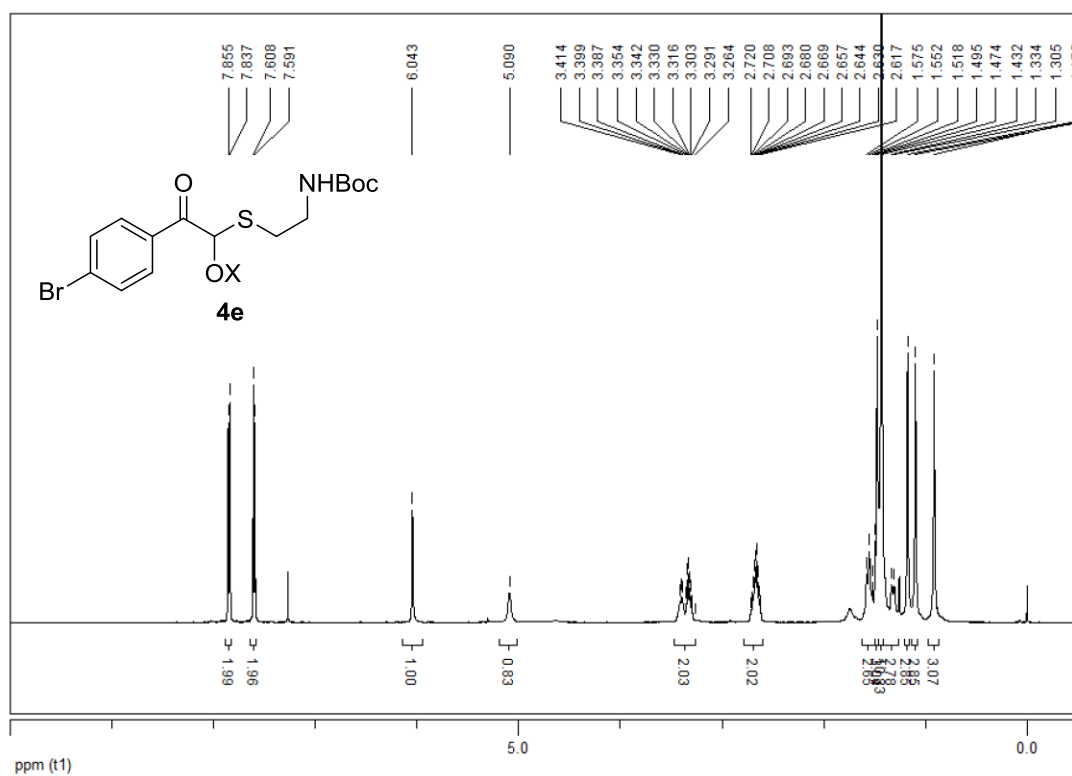 7.855 7.837 7.608 7.591 6.043 5.090 3.414 3.399 3.387 3.354 3.342 3.330 3.316 3.303 3.291 3.264 2.720 2.708 2.693 2.680 2.669 2.657 2.644 2.630 2.617 1.575 1.552 1.518 1.495 1.474 1.432 1.334 1.305
O
NHBoc
S
OX
Br
4e
1.99 1.96 1.00 0.83 2.03 2.02 2.65 2.78 2.85 2.85 3.07
5.0 0.0
ppm (t1)